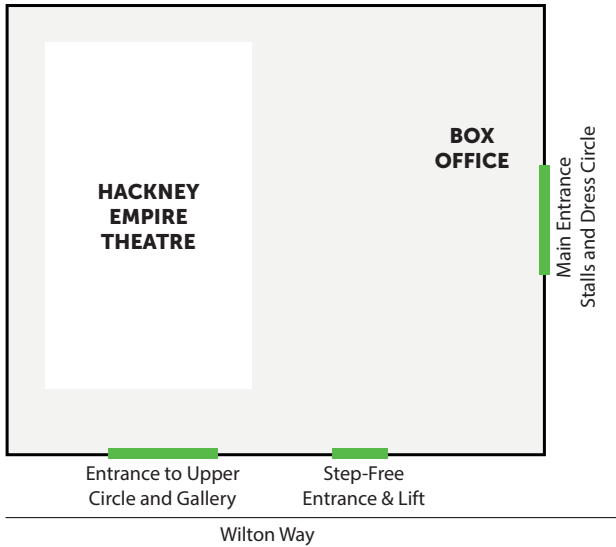 BOX
OFFICE
HACKNEY
EMPIRE
THEATRE
Main Entrance
Stalls and Dress Circle
Entrance to Upper
Circle and Gallery
Step-Free
Entrance & Lift
Wilton Way